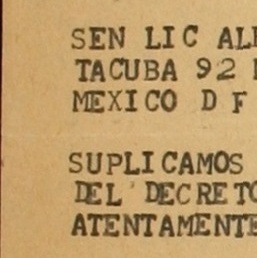 SEN LIC AL
TACUBA 92
MEXICO D F
SUPLICAMOS
DEL DECRETO
ATENTAMENTE